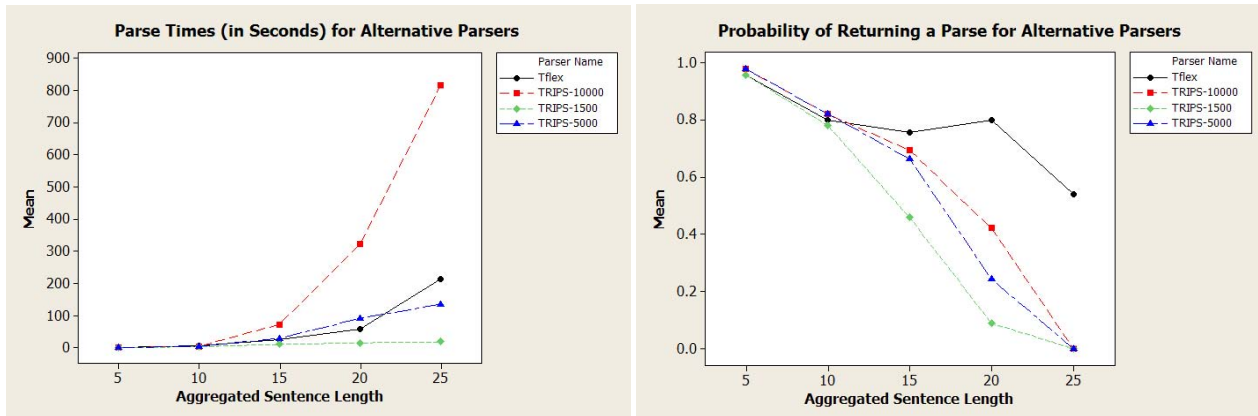 Parse Times (in Seconds) for Alternative Parsers
900
800
700
600
500
400
300
200
100
0
Mean
5 10 15 20 25
Aggregated Sentence Length
Parser Name
Tflex
TRIPS-10000
TRIPS-1500
TRIPS-5000
Probability of Returning a Parse for Alternative Parsers
1.0
0.8
0.6
0.4
0.2
0.0
Mean
5 10 15 20 25
Aggregated Sentence Length
Parser Name
Tflex
TRIPS-10000
TRIPS-1500
TRIPS-5000